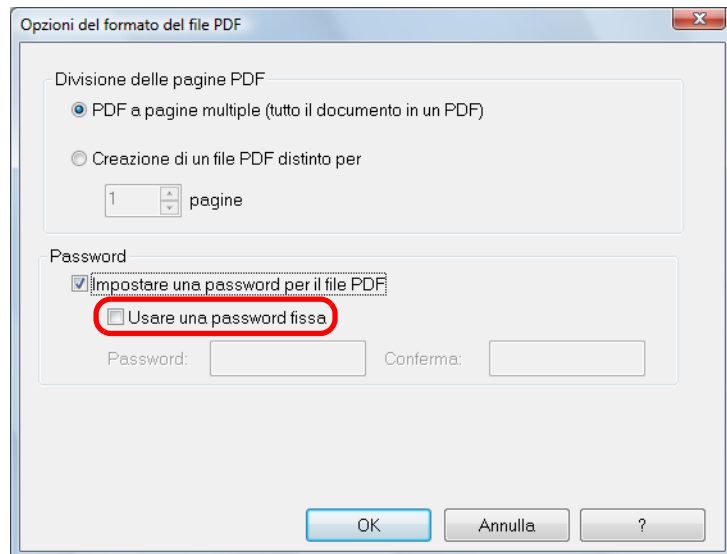 Opzioni del formato del file PDF
Divisione delle pagine PDF
PDF a pagine multiple (tutto il documento in un PDF)
Creazione di un file PDF distinto per
1 pagine
Password
Impostare una password per il file PDF
Usare una password fissa
Password: Conferma:
OK Annulla ?